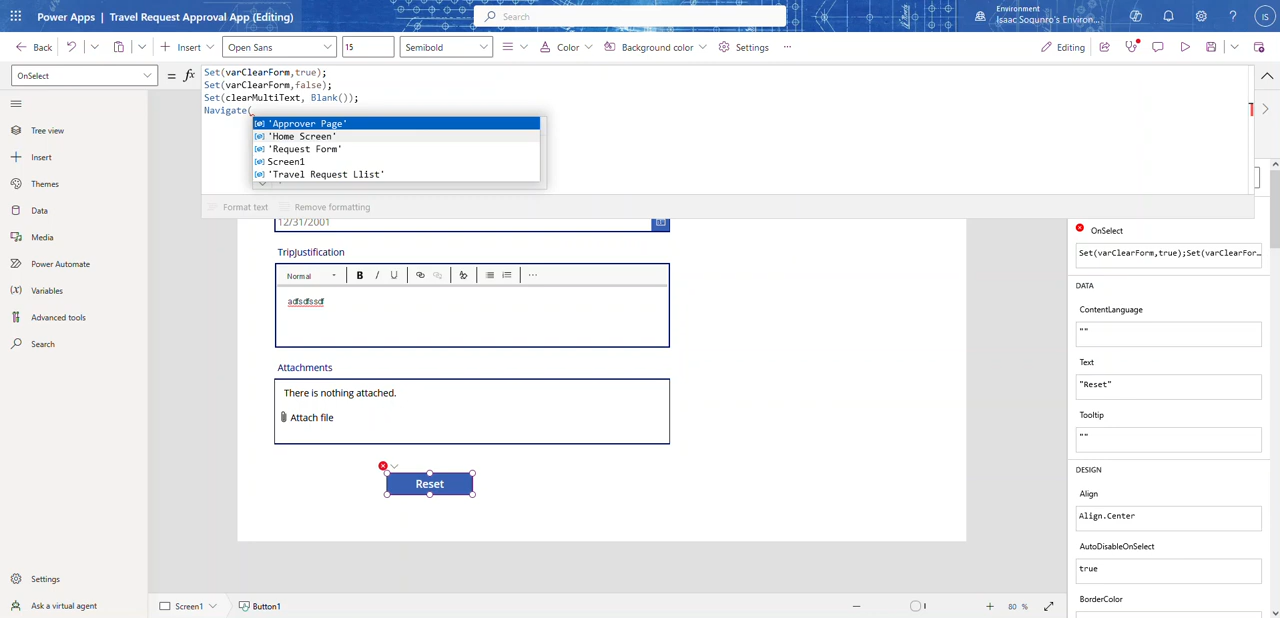 Power Apps | Travel Request Approval App (Editing)
Search
Environment
Isaac Soqunro's Environ...
IS
Back
Insert
Open Sans
15
Semibold
Color
Background color
Settings
Editing
OnSelect
= fx
Set(varClearForm,true);
Set(varClearForm,false);
Set(clearMultiText, Blank());
Navigate(
'Approver Page'
'Home Screen'
'Request Form'
Screen1
'Travel Request Llist'
Format text
Remove formatting
Tree view
Insert
Themes
Data
Media
Power Automate
Variables
Advanced tools
Search
Settings
Ask a virtual agent
12/31/2001
TripJustification
Normal
B I U
adfsdfssdf
Attachments
There is nothing attached.
Attach file
Reset
OnSelect
Set(varClearForm,true);Set(varClearFor...
DATA
ContentLanguage
""
Text
"Reset"
Tooltip
""
DESIGN
Align
Align.Center
AutoDisableOnSelect
true
BorderColor
Screen1
Button1
80 %